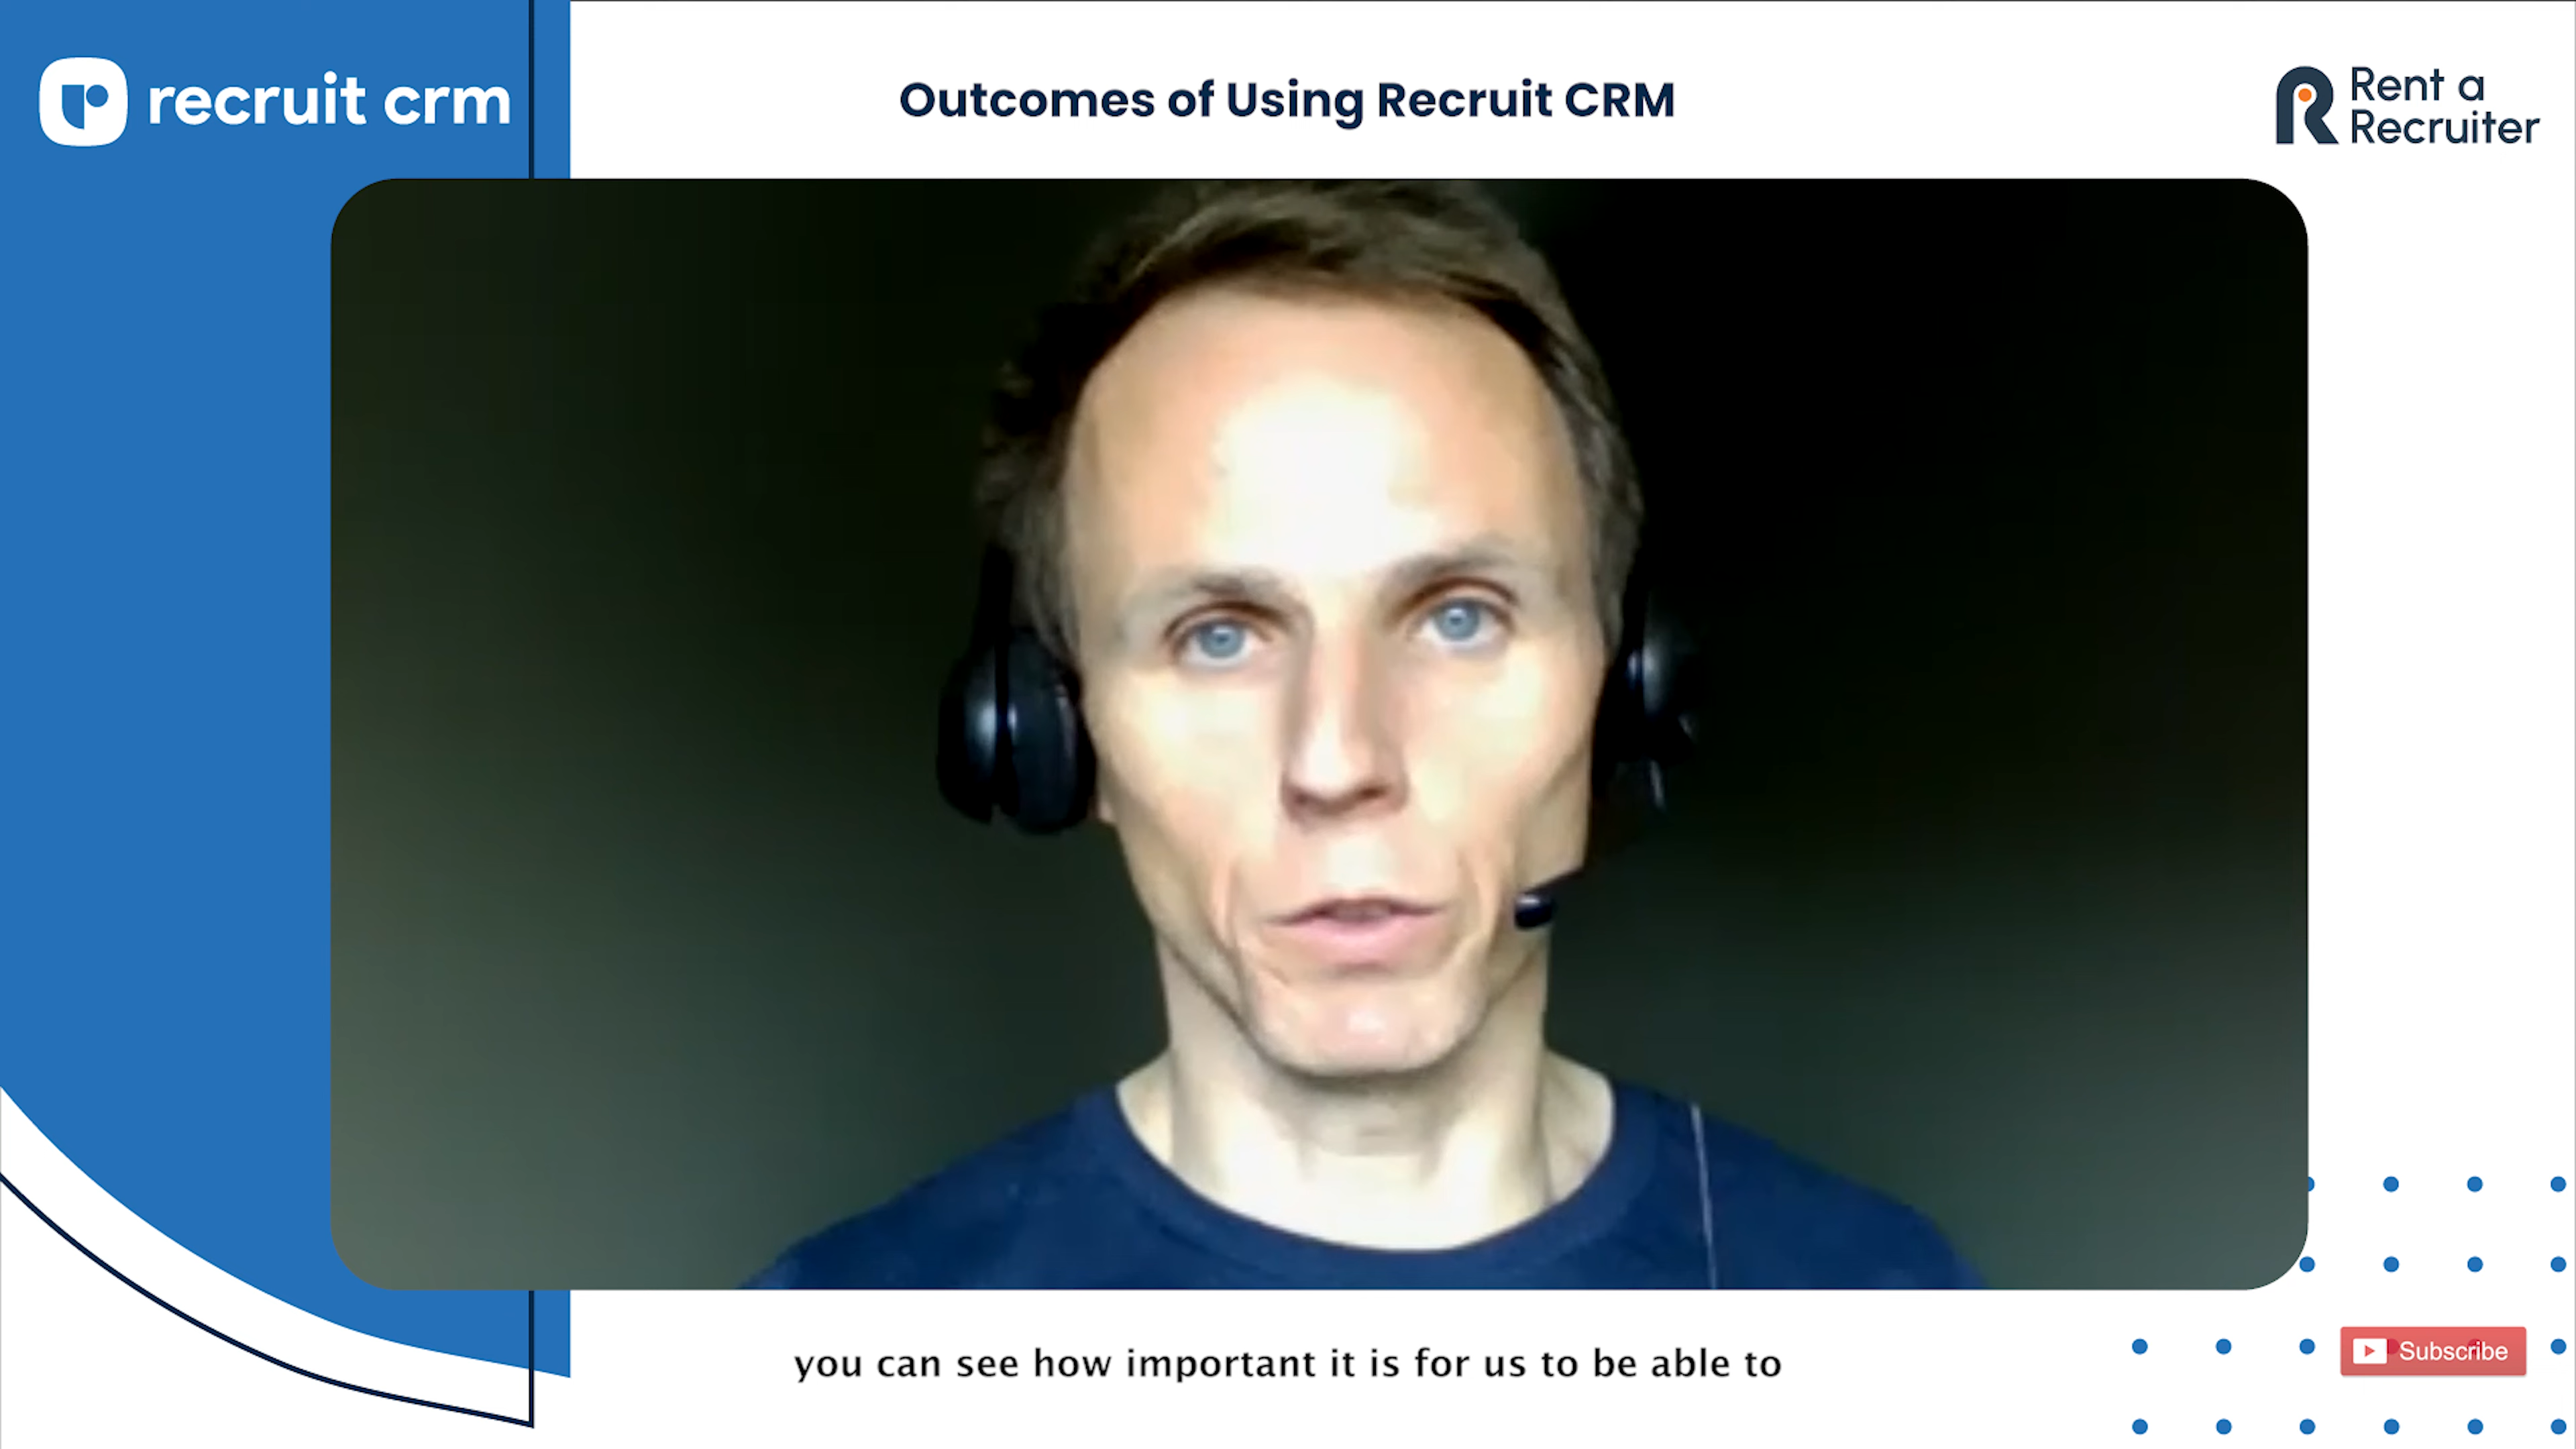 recruit crm
Outcomes of Using Recruit CRM
Rent a
Recruiter
you can see how important it is for us to be able to
Subscribe